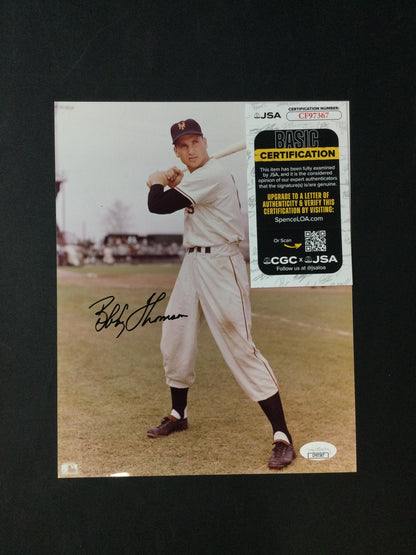 CERTIFICATION NUMBER:
JSA
CF97367
BASIC
CERTIFICATION
This item has been fully examined
by JSA, and it is the considered
opinion of our expert authenticators
that the signature(s) is/are genuine.
UPGRADE TO A LETTER OF
AUTHENTICITY & VERIFY THIS
CERTIFICATION BY VISITING:
SpenceLOA.com
Or Scan
CGC x JSA
Follow us at @jsaloa
Bobby Thomson